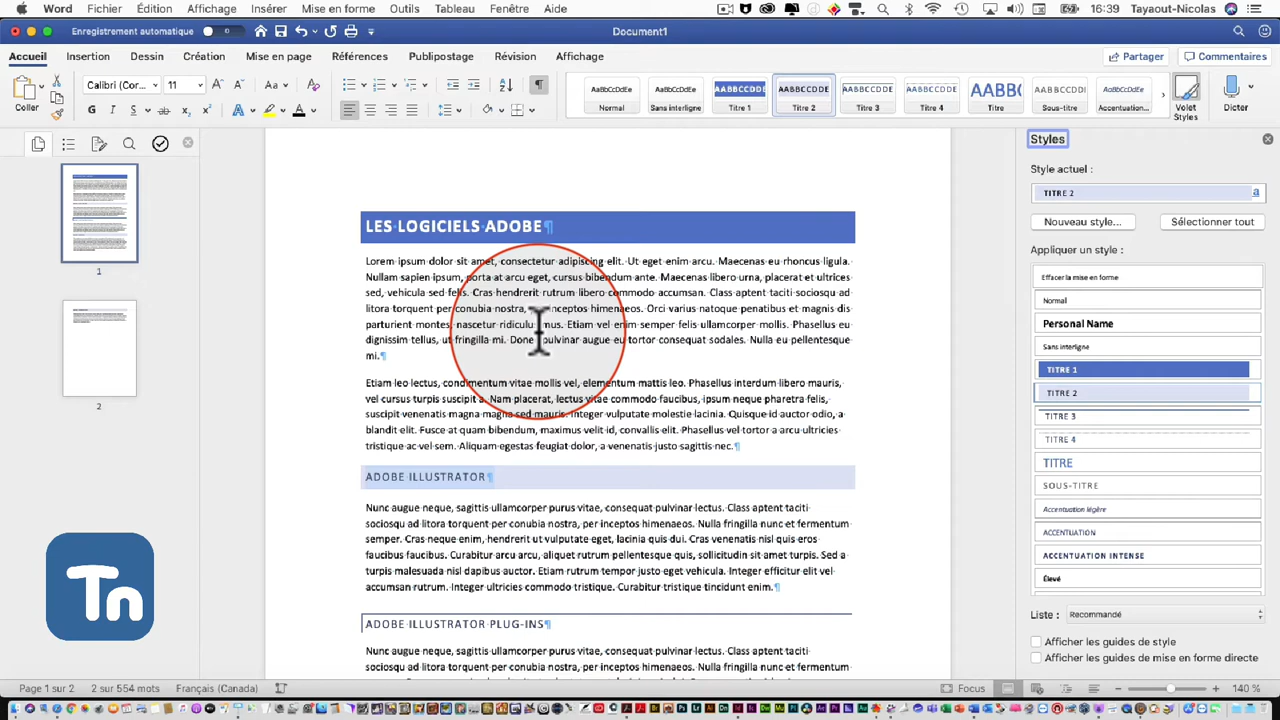 Word Fichier Édition Affichage Insérer Mise en forme Outils Tableau Fenêtre Aide 16:39 Tayaout-Nicolas
Enregistrement automatique Document1
Accueil Insertion Dessin Création Mise en page Références Publipostage Révision Affichage Partager Commentaires
Coller Calibri (Cor... 11
AaBbCcDdEe Normal
AaBbCcDdEe Sans interligne
AABBCCDDE Titre 1
AABBCCDDE Titre 2
AABBCCDDE Titre 3
AABBCCDDE Titre 4
AABBC Titre
AABBCCDDE Sous-titre
AaBbCcDdEe Accentuation...
Volet Styles
Dicter
1
2
Tn
LES LOGICIELS ADOBE¶
Lorem ipsum dolor sit amet, consectetur adipiscing elit. Ut eget enim arcu. Maecenas eu rhoncus ligula.
Nullam sapien ipsum, porta at arcu eget, cursus bibendum ante. Maecenas libero urna, placerat et ultrices
sed, vehicula sed felis. Cras hendrerit rutrum libero commodo accumsan. Class aptent taciti sociosqu ad
litora torquent per conubia nostra, inceptos himenaeos. Orci varius natoque penatibus et magnis dis
parturient montes, nascetur ridiculus mus. Etiam vel enim semper felis ullamcorper mollis. Phasellus eu
dignissim tellus, ut fringilla mi. Donec pulvinar augue eu tortor consequat sodales. Nulla eu pellentesque
mi.¶
Etiam leo lectus, condimentum vitae mollis vel, elementum mattis leo. Phasellus interdum libero mauris,
vel cursus turpis suscipit a. Nam placerat, lectus vitae commodo faucibus, ipsum neque pharetra felis,
suscipit venenatis magna magna sed mauris. Integer vulputate molestie lacinia. Quisque id auctor odio, a
blandit elit. Fusce at quam bibendum, maximus velit id, convallis elit. Phasellus vel tortor a arcu ultricies
tristique ac vel sem. Aliquam egestas feugiat dolor, a venenatis justo sagittis nec.¶
ADOBE ILLUSTRATOR¶
Nunc augue neque, sagittis ullamcorper purus vitae, consequat pulvinar lectus. Class aptent taciti
sociosqu ad litora torquent per conubia nostra, per inceptos himenaeos. Nulla fringilla nunc et fermentum
semper. Cras neque enim, hendrerit ut vulputate eget, lacinia quis dui. Cras venenatis nisl quis eros
faucibus faucibus. Curabitur arcu arcu, aliquet rutrum pellentesque quis, sollicitudin sit amet turpis. Sed a
turpis malesuada nisl dapibus auctor. Etiam rutrum tempor justo eget vehicula. Integer efficitur elit vel
accumsan rutrum. Integer ultricies commodo tristique. Curabitur tristique tincidunt enim.¶
ADOBE ILLUSTRATOR PLUG-INS¶
Nunc augue neque, sagittis ullamcorper purus vitae, consequat pulvinar lectus. Class aptent taciti
sociosqu ad litora torquent per conubia nostra, per inceptos himenaeos. Nulla fringilla nunc et fermentum
Styles
Style actuel :
TITRE 2 a
Nouveau style... Sélectionner tout
Appliquer un style :
Effacer la mise en forme
Normal
Personal Name
Sans interligne
TITRE 1
TITRE 2
TITRE 3
TITRE 4
TITRE
SOUS-TITRE
Accentuation légère
ACCENTUATION
ACCENTUATION INTENSE
Élevé
Liste : Recommandé
Afficher les guides de style
Afficher les guides de mise en forme directe
Page 1 sur 2 2 sur 554 mots Français (Canada) Focus 140 %